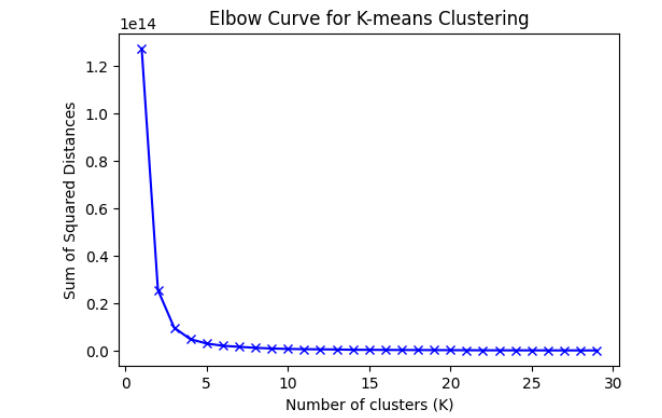 Elbow Curve for K-means Clustering
1e14
1.2
1.0
0.8
0.6
0.4
0.2
0.0
Sum of Squared Distances
0 5 10 15 20 25 30
Number of clusters (K)